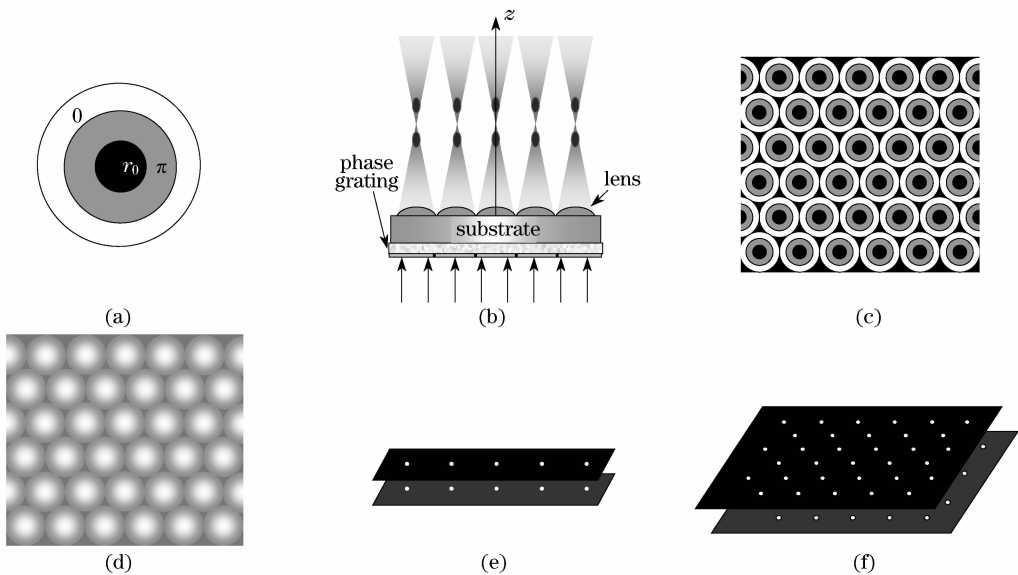 0
r₀ π
(a)
z
phase
grating
lens
substrate
(b)
(c)
(d)
(e)
(f)